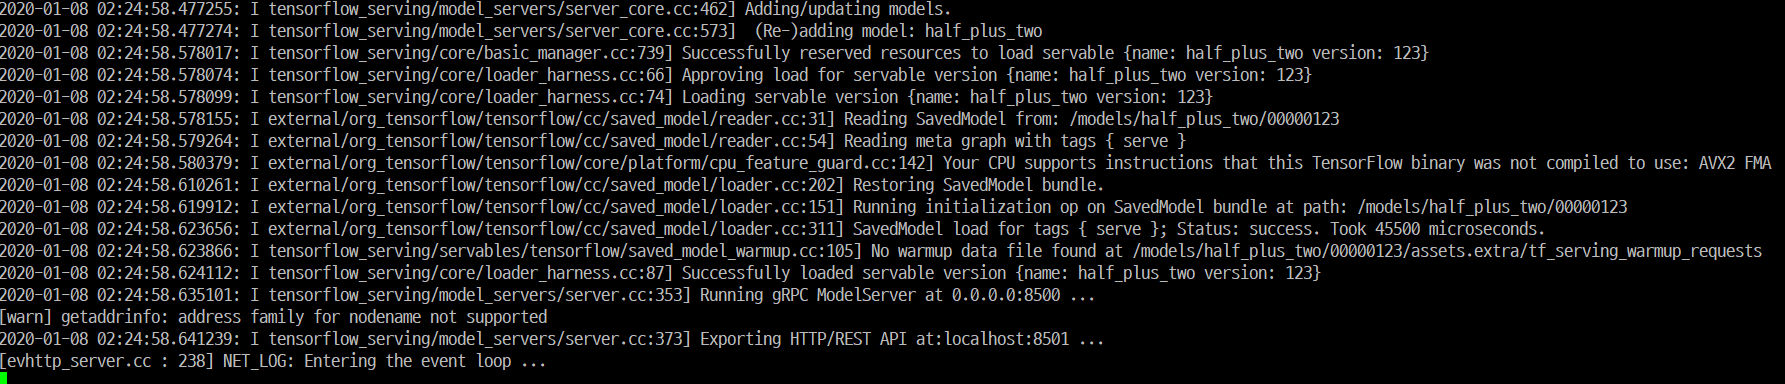 2020-01-08 02:24:58.477255: I tensorflow_serving/model_servers/server_core.cc:462] Adding/updating models.
2020-01-08 02:24:58.477274: I tensorflow_serving/model_servers/server_core.cc:573]  (Re-)adding model: half_plus_two
2020-01-08 02:24:58.578017: I tensorflow_serving/core/basic_manager.cc:739] Successfully reserved resources to load servable {name: half_plus_two version: 123}
2020-01-08 02:24:58.578074: I tensorflow_serving/core/loader_harness.cc:66] Approving load for servable version {name: half_plus_two version: 123}
2020-01-08 02:24:58.578099: I tensorflow_serving/core/loader_harness.cc:74] Loading servable version {name: half_plus_two version: 123}
2020-01-08 02:24:58.578155: I external/org_tensorflow/tensorflow/cc/saved_model/reader.cc:31] Reading SavedModel from: /models/half_plus_two/00000123
2020-01-08 02:24:58.579264: I external/org_tensorflow/tensorflow/cc/saved_model/reader.cc:54] Reading meta graph with tags { serve }
2020-01-08 02:24:58.580379: I external/org_tensorflow/tensorflow/core/platform/cpu_feature_guard.cc:142] Your CPU supports instructions that this TensorFlow binary was not compiled to use: AVX2 FMA
2020-01-08 02:24:58.610261: I external/org_tensorflow/tensorflow/cc/saved_model/loader.cc:202] Restoring SavedModel bundle.
2020-01-08 02:24:58.619912: I external/org_tensorflow/tensorflow/cc/saved_model/loader.cc:151] Running initialization op on SavedModel bundle at path: /models/half_plus_two/00000123
2020-01-08 02:24:58.623656: I external/org_tensorflow/tensorflow/cc/saved_model/loader.cc:311] SavedModel load for tags { serve }; Status: success. Took 45500 microseconds.
2020-01-08 02:24:58.623866: I tensorflow_serving/servables/tensorflow/saved_model_warmup.cc:105] No warmup data file found at /models/half_plus_two/00000123/assets.extra/tf_serving_warmup_requests
2020-01-08 02:24:58.624112: I tensorflow_serving/core/loader_harness.cc:87] Successfully loaded servable version {name: half_plus_two version: 123}
2020-01-08 02:24:58.635101: I tensorflow_serving/model_servers/server.cc:353] Running gRPC ModelServer at 0.0.0.0:8500 ...
[warn] getaddrinfo: address family for nodename not supported
2020-01-08 02:24:58.641239: I tensorflow_serving/model_servers/server.cc:373] Exporting HTTP/REST API at:localhost:8501 ...
[evhttp_server.cc : 238] NET_LOG: Entering the event loop ...